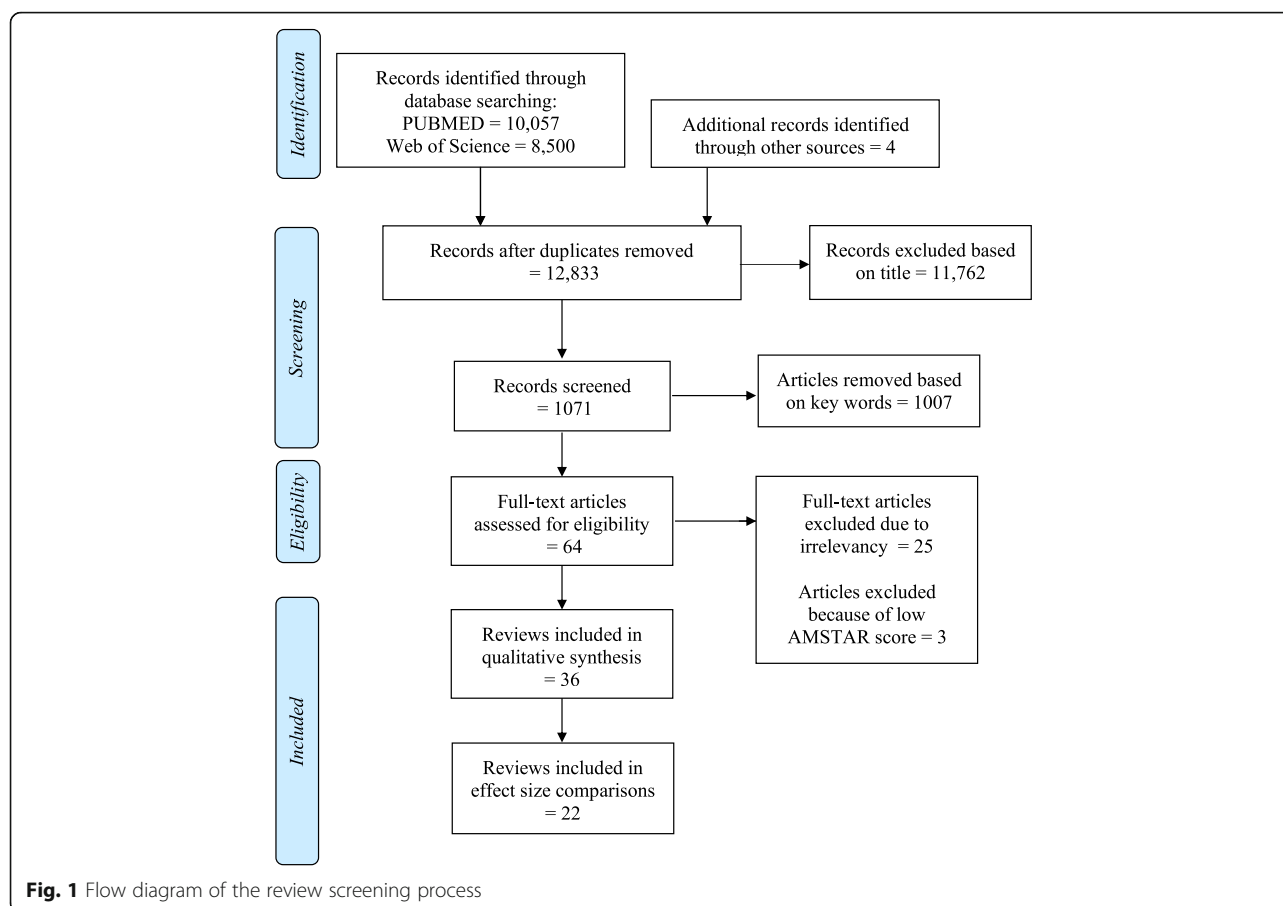 Identification
Records identified through
database searching:
PUBMED = 10,057
Web of Science = 8,500
Additional records identified
through other sources = 4
Screening
Records after duplicates removed
= 12,833
Records excluded based
on title = 11,762
Records screened
= 1071
Articles removed based
on key words = 1007
Eligibility
Full-text articles
assessed for eligibility
= 64
Full-text articles
excluded due to
irrelevancy = 25
Articles excluded
because of low
AMSTAR score = 3
Included
Reviews included in
qualitative synthesis
= 36
Reviews included in
effect size comparisons
= 22
Fig. 1 Flow diagram of the review screening process